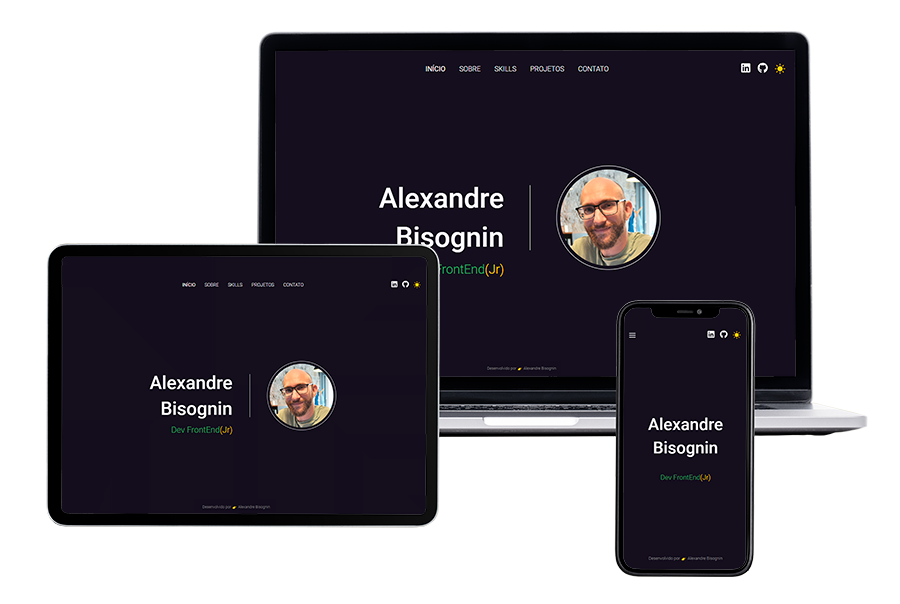 INÍCIO SOBRE SKILLS PROJETOS CONTATO
Alexandre
Bisognin
FrontEnd(Jr)
Desenvolvido por Alexandre Bisognin
INÍCIO SOBRE SKILLS PROJETOS CONTATO
Alexandre
Bisognin
Dev FrontEnd(Jr)
Desenvolvido por Alexandre Bisognin
Alexandre
Bisognin
Dev FrontEnd(Jr)
Desenvolvido por Alexandre Bisognin